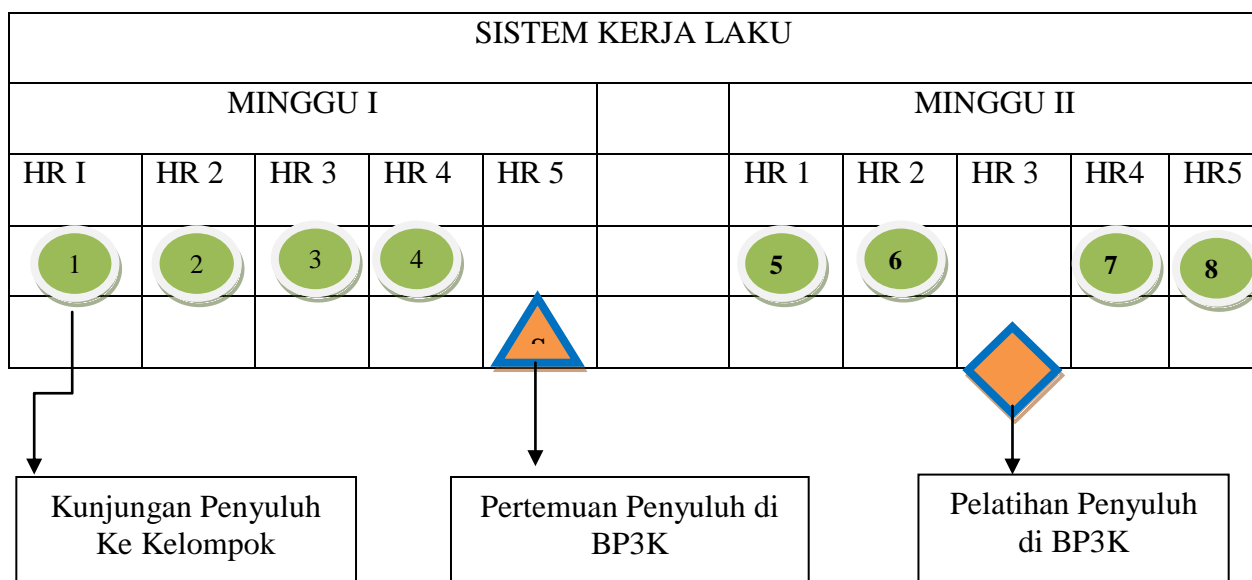 SISTEM KERJA LAKU
MINGGU I MINGGU II
HR I HR 2 HR 3 HR 4 HR 5 HR 1 HR 2 HR 3 HR4 HR5
1 2 3 4 5 6 7 8
Kunjungan Penyuluh
Ke Kelompok
Pertemuan Penyuluh di
BP3K
Pelatihan Penyuluh
di BP3K